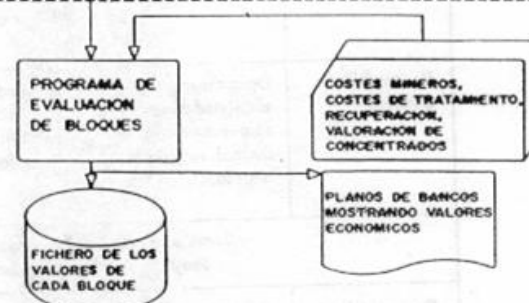 PROGRAMA DE
EVALUACION
DE BLOQUES
COSTES MINEROS,
COSTES DE TRATAMIENTO,
RECUPERACION,
VALORACION DE
CONCENTRADOS
PLANOS DE BANCOS
MOSTRANDO VALORES
ECONOMICOS
FICHERO DE LOS
VALORES DE
CADA BLOQUE